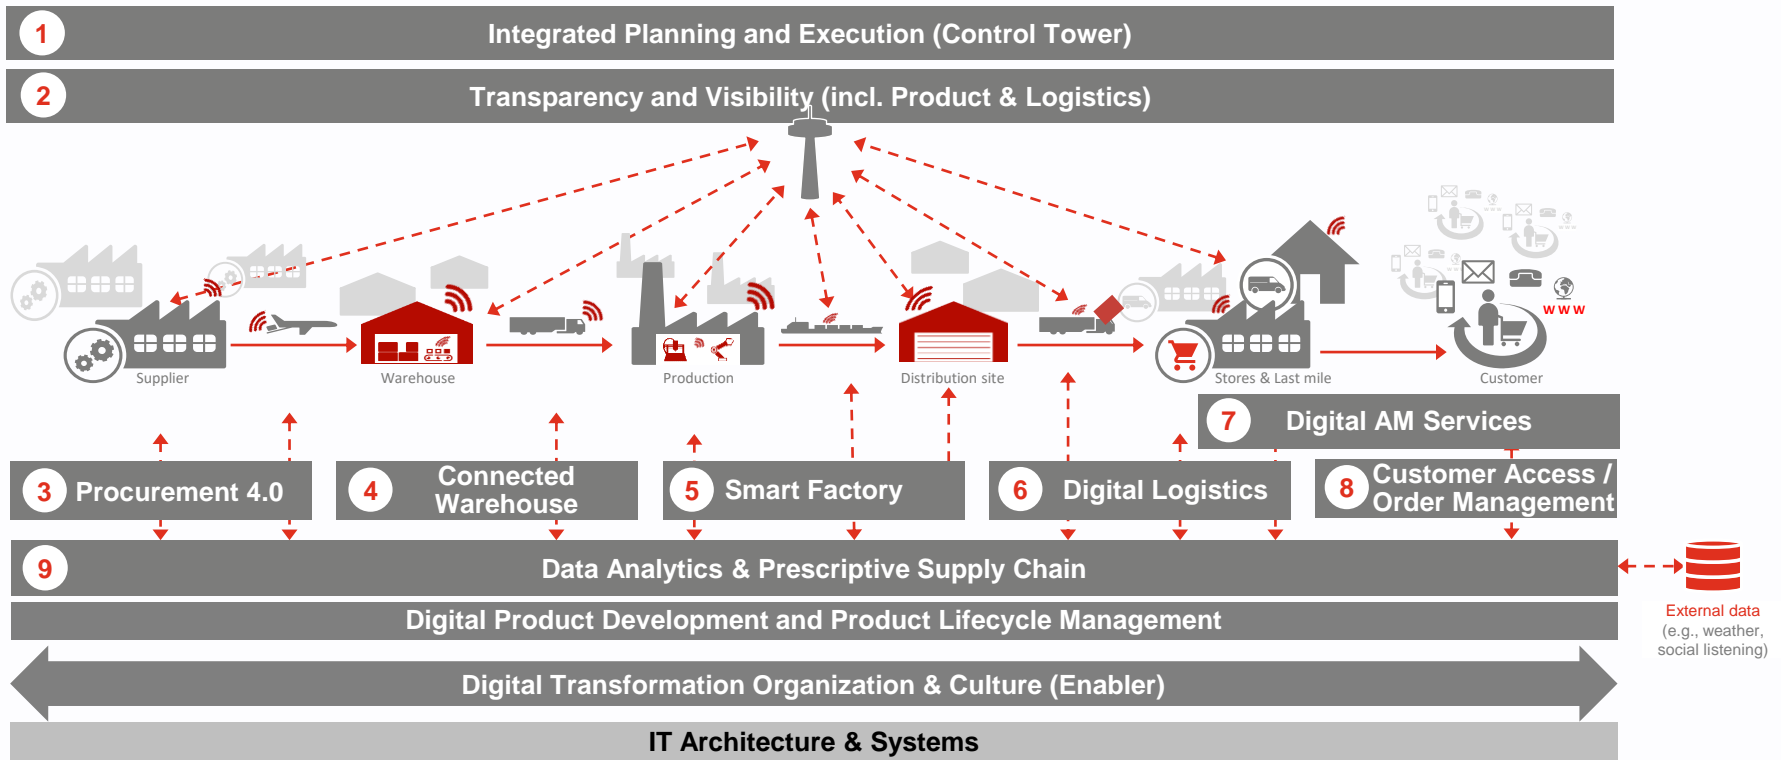 1
Integrated Planning and Execution (Control Tower)
2
Transparency and Visibility (incl. Product & Logistics)
www
www
www
W W W
Supplier
Warehouse
Production
Distribution site
Stores & Last mile
Customer
7
Digital AM Services
3
Procurement 4.0
4
Connected
Warehouse
5
Smart Factory
6
Digital Logistics
8
Customer Access /
Order Management
9
Data Analytics & Prescriptive Supply Chain
External data
(e.g., weather,
social listening)
Digital Product Development and Product Lifecycle Management
Digital Transformation Organization & Culture (Enabler)
IT Architecture & Systems